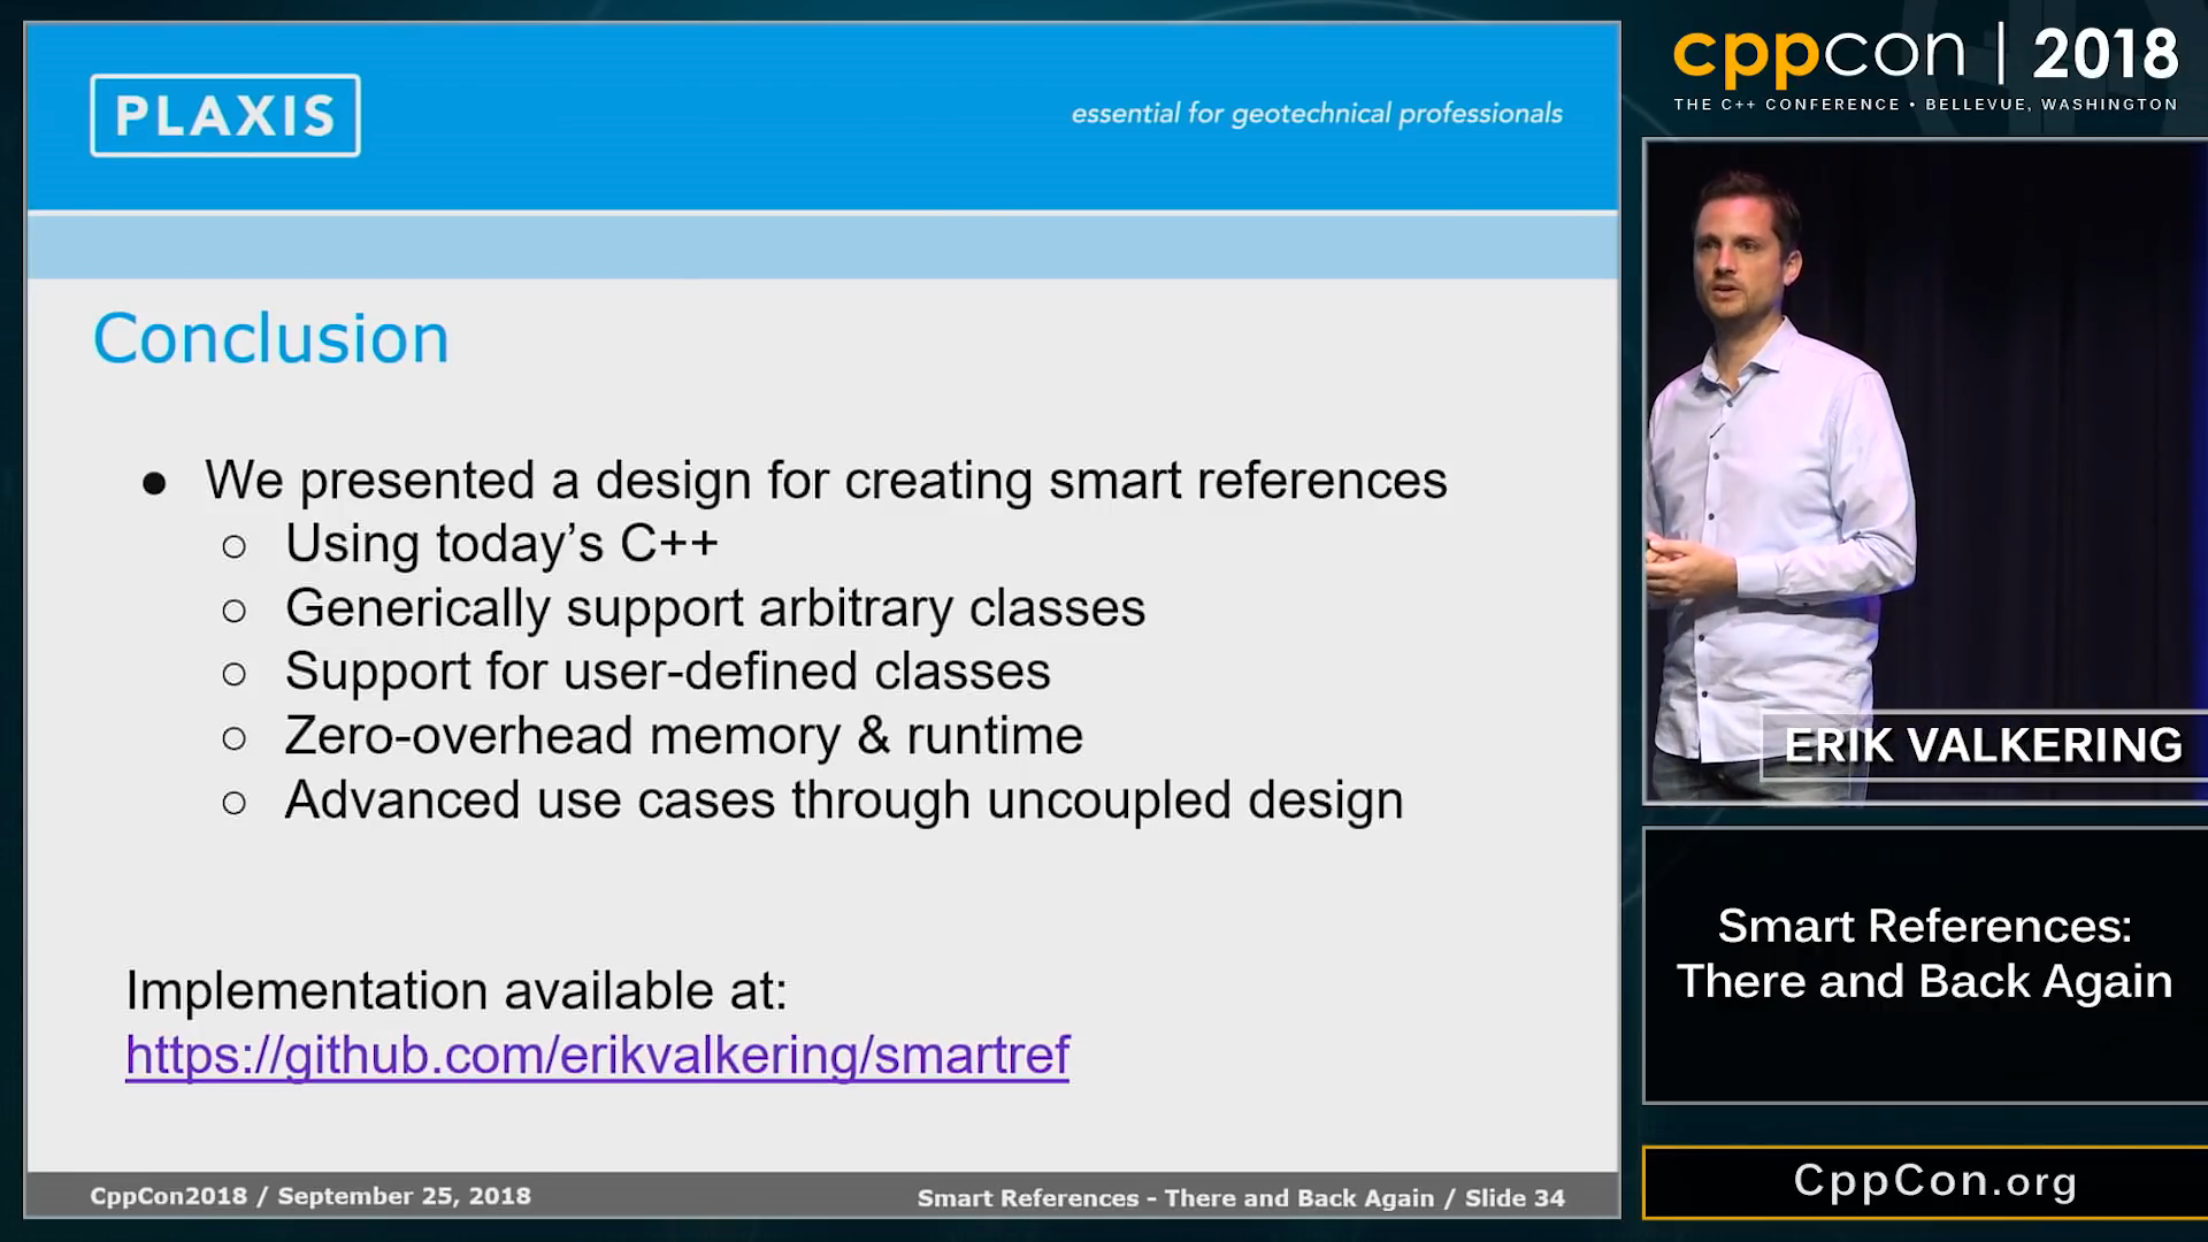 PLAXIS
essential for geotechnical professionals
Conclusion
● We presented a design for creating smart references
○ Using today’s C++
○ Generically support arbitrary classes
○ Support for user-defined classes
○ Zero-overhead memory & runtime
○ Advanced use cases through uncoupled design
Implementation available at:
https://github.com/erikvalkering/smartref
CppCon2018 / September 25, 2018
Smart References - There and Back Again / Slide 34
cppcon | 2018
THE C++ CONFERENCE • BELLEVUE, WASHINGTON
ERIK VALKERING
Smart References:
There and Back Again
CppCon.org